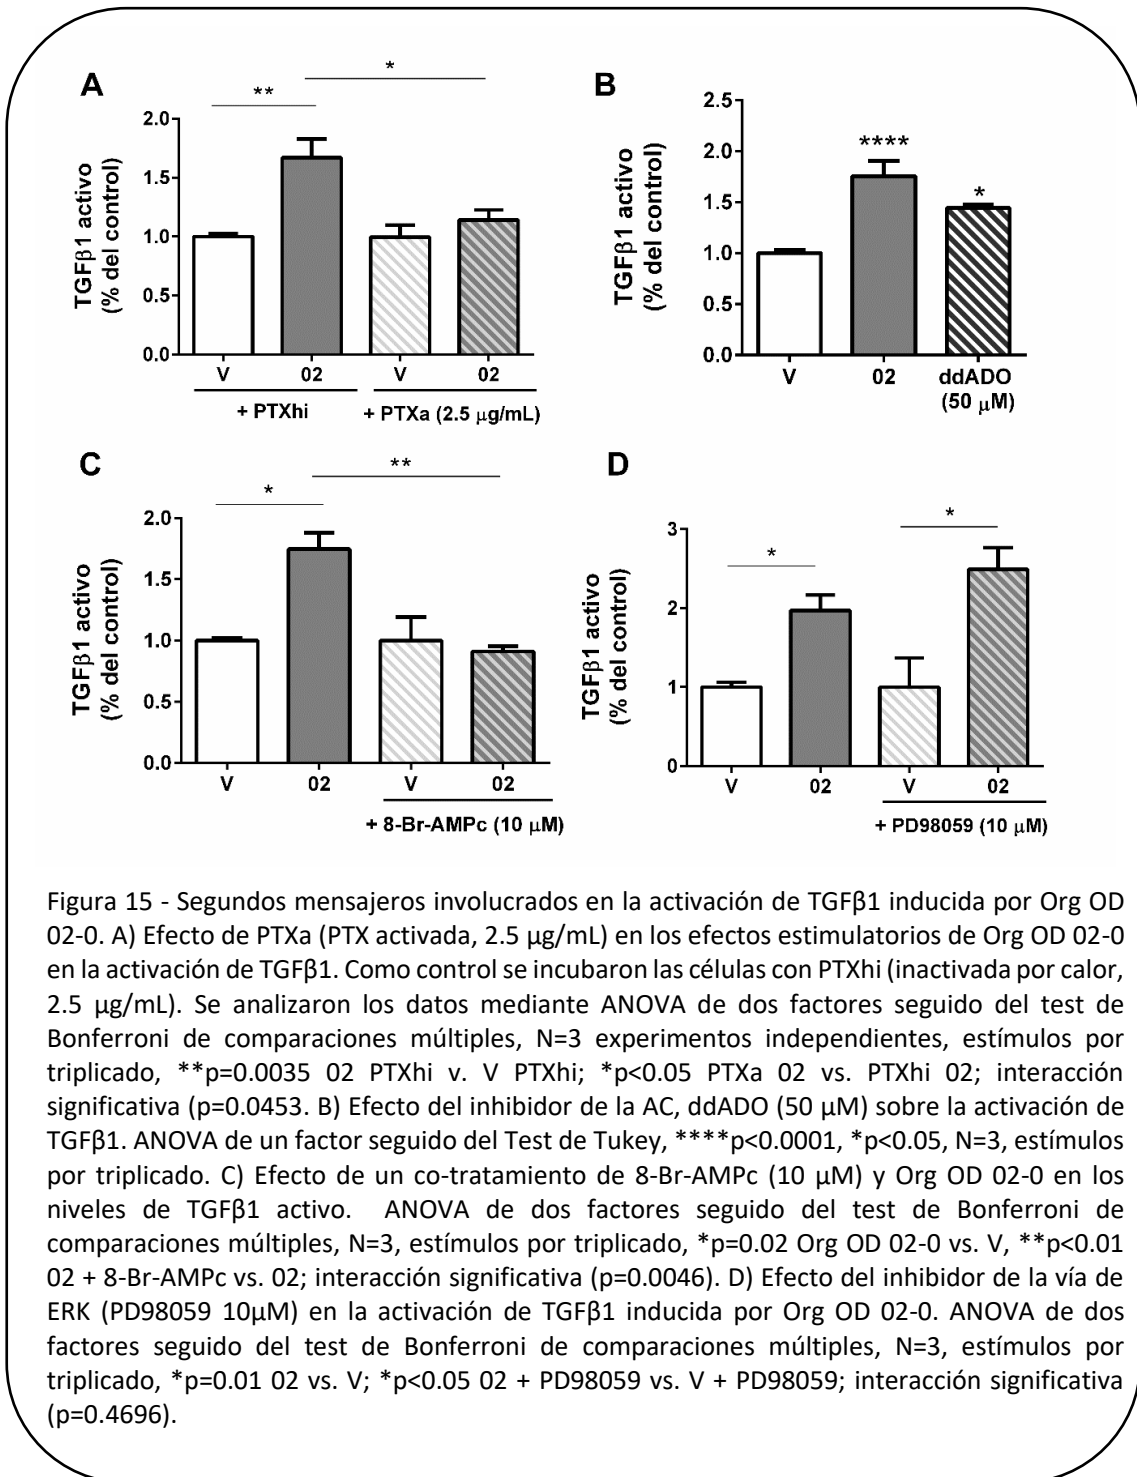 A
B
*
**
TGFβ1 activo
(% del control)
2.0
1.5
1.0
0.5
0.0
V
02
V
02
+ PTXhi
+ PTXa (2.5 µg/mL)
TGFβ1 activo
(% del control)
2.5
2.0
1.5
1.0
0.5
0.0
****
*
V
02
ddADO
(50 µM)
C
D
**
*
TGFβ1 activo
(% del control)
2.0
1.5
1.0
0.5
0.0
V
02
V
02
+ 8-Br-AMPc (10 µM)
*
*
TGFβ1 activo
(% del control)
3
2
1
0
V
02
V
02
+ PD98059 (10 µM)
Figura 15 - Segundos mensajeros involucrados en la activación de TGFβ1 inducida por Org OD
02-0. A) Efecto de PTXa (PTX activada, 2.5 µg/mL) en los efectos estimulatorios de Org OD 02-0
en la activación de TGFβ1. Como control se incubaron las células con PTXhi (inactivada por calor,
2.5 µg/mL). Se analizaron los datos mediante ANOVA de dos factores seguido del test de
Bonferroni de comparaciones múltiples, N=3 experimentos independientes, estímulos por
triplicado, **p=0.0035 02 PTXhi v. V PTXhi; *p<0.05 PTXa 02 vs. PTXhi 02; interacción
significativa (p=0.0453. B) Efecto del inhibidor de la AC, ddADO (50 µM) sobre la activación de
TGFβ1. ANOVA de un factor seguido del Test de Tukey, ****p<0.0001, *p<0.05, N=3, estímulos
por triplicado. C) Efecto de un co-tratamiento de 8-Br-AMPc (10 µM) y Org OD 02-0 en los
niveles de TGFβ1 activo. ANOVA de dos factores seguido del test de Bonferroni de
comparaciones múltiples, N=3, estímulos por triplicado, *p=0.02 Org OD 02-0 vs. V, **p<0.01
02 + 8-Br-AMPc vs. 02; interacción significativa (p=0.0046). D) Efecto del inhibidor de la vía de
ERK (PD98059 10µM) en la activación de TGFβ1 inducida por Org OD 02-0. ANOVA de dos
factores seguido del test de Bonferroni de comparaciones múltiples, N=3, estímulos por
triplicado, *p=0.01 02 vs. V; *p<0.05 02 + PD98059 vs. V + PD98059; interacción significativa
(p=0.4696).